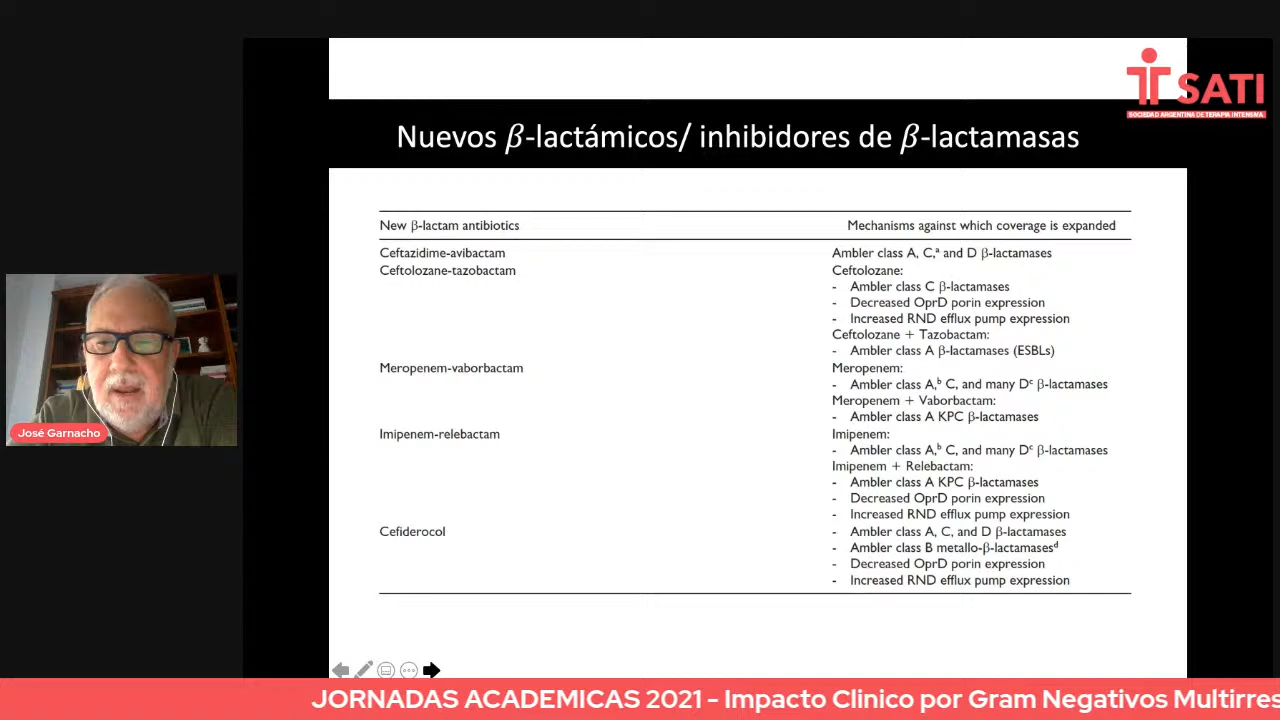 SATI
SOCIEDAD ARGENTINA DE TERAPIA INTENSIVA
Nuevos β-lactámicos/ inhibidores de β-lactamasas
New β-lactam antibiotics Mechanisms against which coverage is expanded
Ceftazidime-avibactam Ambler class A, C,ᵃ and D β-lactamases
Ceftolozane-tazobactam Ceftolozane:
- Ambler class C β-lactamases
- Decreased OprD porin expression
- Increased RND efflux pump expression
Ceftolozane + Tazobactam:
- Ambler class A β-lactamases (ESBLs)
Meropenem-vaborbactam Meropenem:
- Ambler class A,ᵇ C, and many Dᶜ β-lactamases
Meropenem + Vaborbactam:
- Ambler class A KPC β-lactamases
Imipenem-relebactam Imipenem:
- Ambler class A,ᵇ C, and many Dᶜ β-lactamases
Imipenem + Relebactam:
- Ambler class A KPC β-lactamases
- Decreased OprD porin expression
- Increased RND efflux pump expression
Cefiderocol - Ambler class A, C, and D β-lactamases
- Ambler class B metallo-β-lactamasesᵈ
- Decreased OprD porin expression
- Increased RND efflux pump expression
José Garnacho
JORNADAS ACADEMICAS 2021 - Impacto Clinico por Gram Negativos Multirres